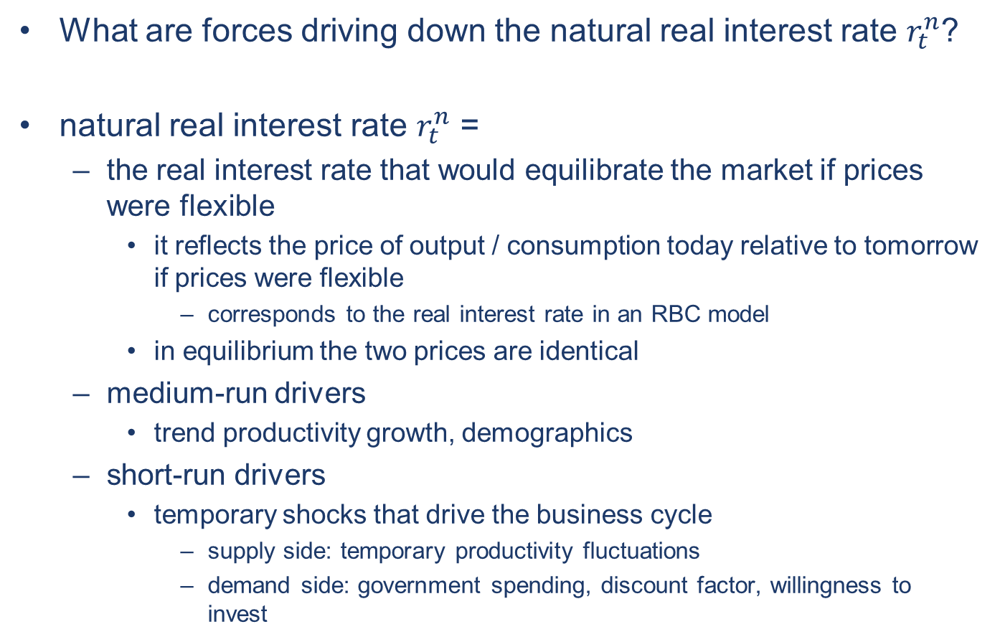 • What are forces driving down the natural real interest rate $r_t^n$?
• natural real interest rate $r_t^n$ =
– the real interest rate that would equilibrate the market if prices
were flexible
• it reflects the price of output / consumption today relative to tomorrow
if prices were flexible
– corresponds to the real interest rate in an RBC model
• in equilibrium the two prices are identical
– medium-run drivers
• trend productivity growth, demographics
– short-run drivers
• temporary shocks that drive the business cycle
– supply side: temporary productivity fluctuations
– demand side: government spending, discount factor, willingness to
invest